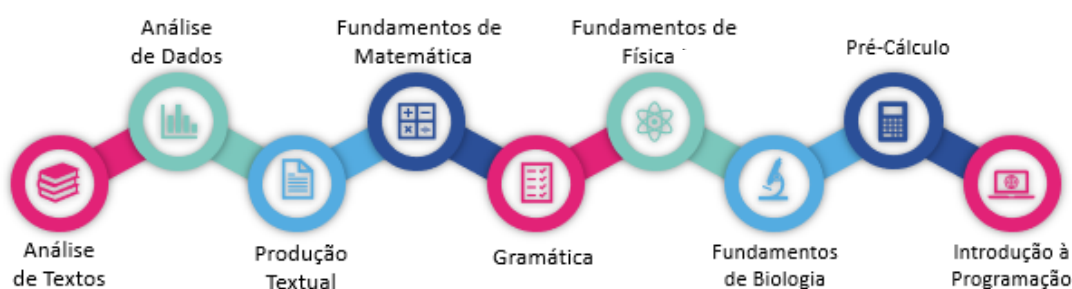 Análise
de Textos
Análise
de Dados
Produção
Textual
Fundamentos de
Matemática
Gramática
Fundamentos de
Física
Fundamentos
de Biologia
Pré-Cálculo
Introdução à
Programação